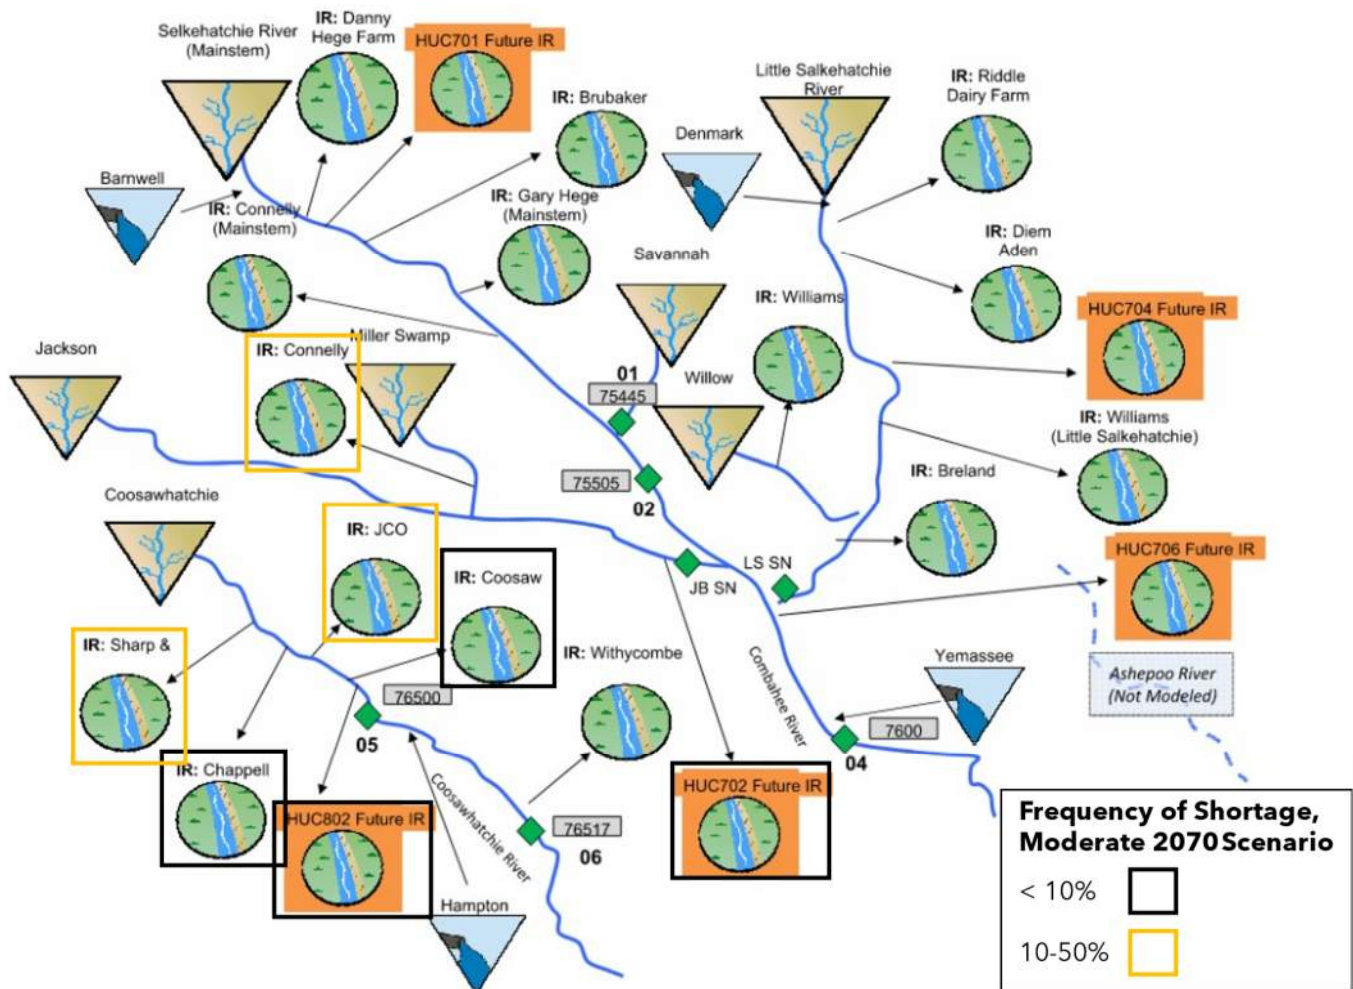 Selkehatchie River
(Mainstem)
IR: Danny
Hege Farm
HUC701 Future IR
IR: Brubaker
Little Salkehatchie
River
IR: Riddle
Dairy Farm
Denmark
Barnwell
IR: Connelly
(Mainstem)
IR: Gary Hege
(Mainstem)
IR: Diem
Aden
Savannah
IR: Williams
HUC704 Future IR
Jackson
IR: Connelly
Miller Swamp
01
75445
Willow
IR: Williams
(Little Salkehatchie)
75505
02
IR: Breland
Coosawhatchie
IR: JCO
IR: Coosaw
JB SN
LS SN
HUC706 Future IR
IR: Sharp &
IR: Withycombe
Combahee River
Yemassee
Ashepoo River
(Not Modeled)
76500
05
7600
04
IR: Chappell
HUC802 Future IR
Coosawhatchie River
76517
06
HUC702 Future IR
Hampton
Frequency of Shortage,
Moderate 2070 Scenario
< 10%
10-50%